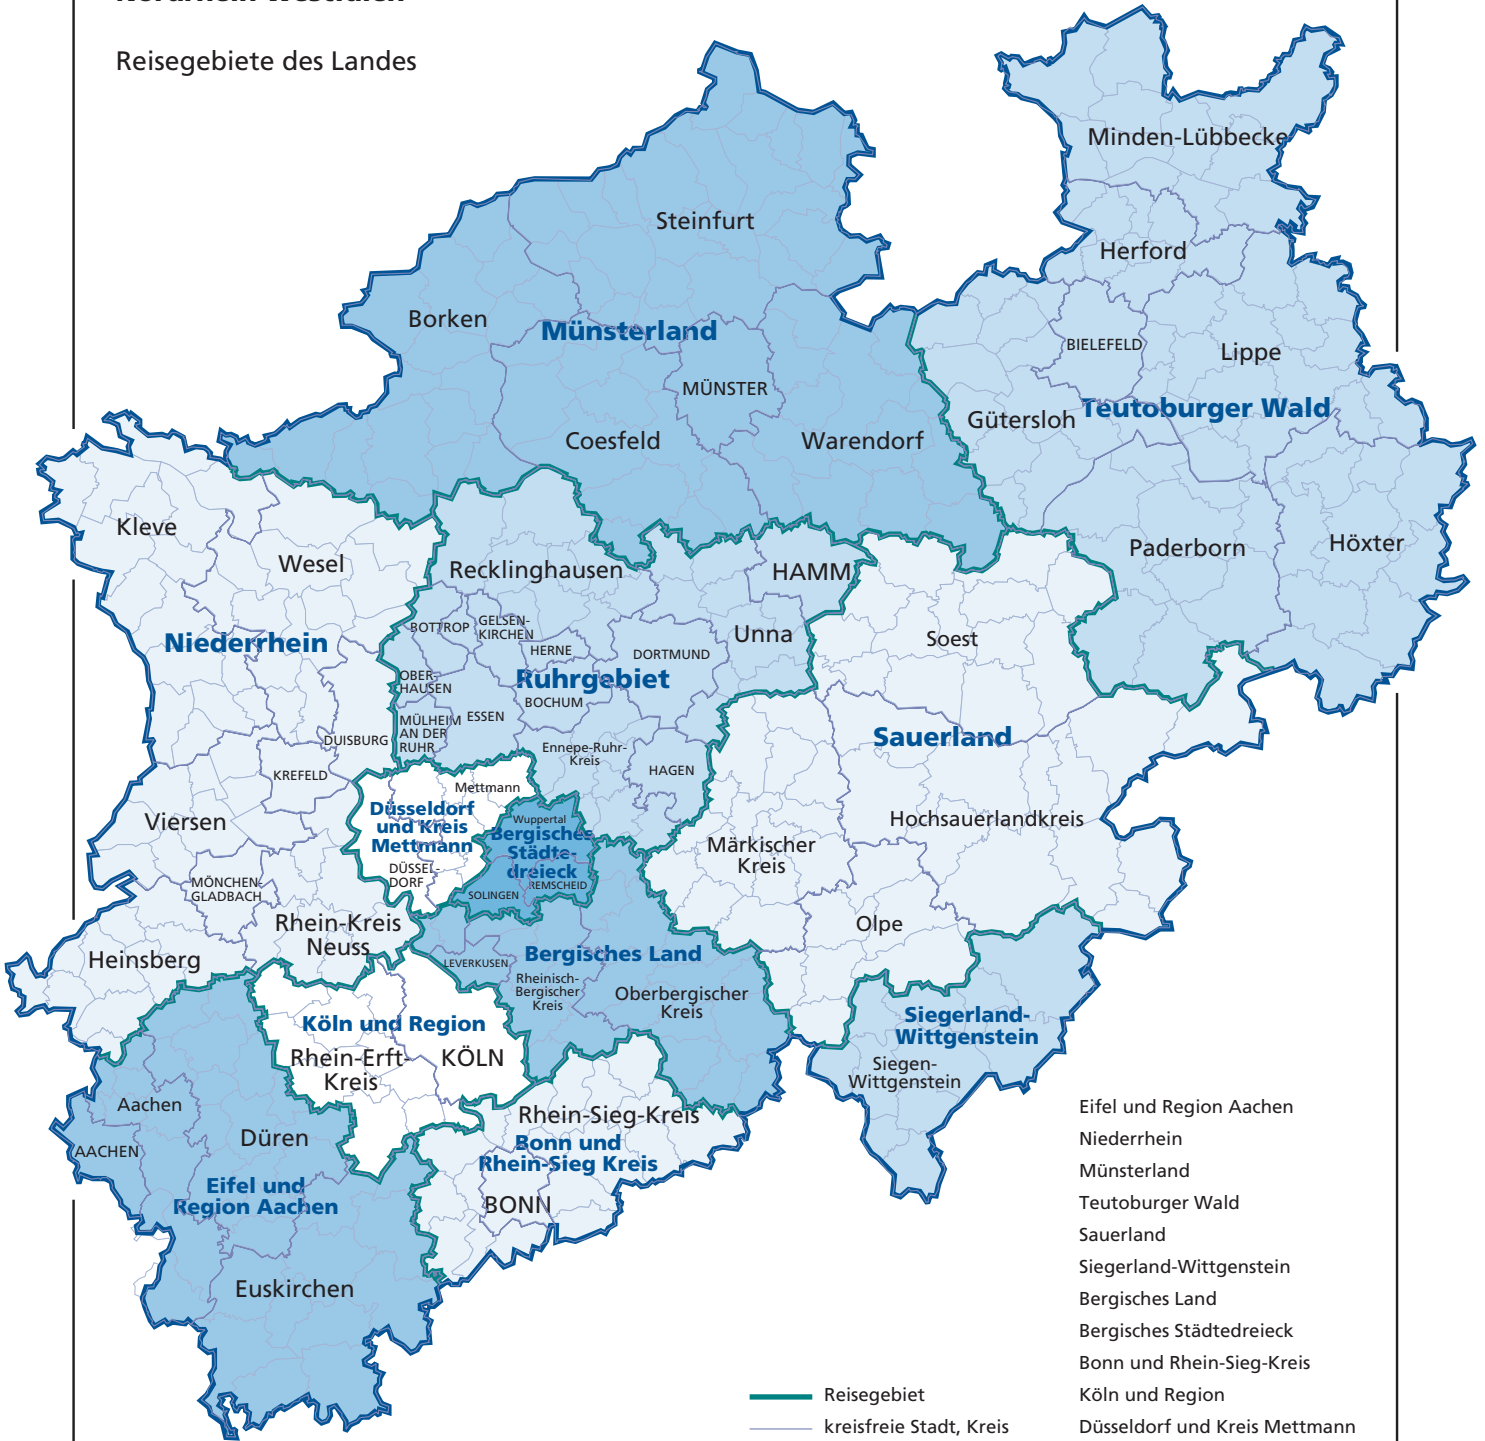 Nordrhein-Westfalen
Reisegebiete des Landes
Minden-Lübbecke
Steinfurt
Herford
Borken
Münsterland
BIELEFELD
Lippe
MÜNSTER
Teutoburger Wald
Gütersloh
Coesfeld
Warendorf
Kleve
Wesel
Recklinghausen
HAMM
Paderborn
Höxter
Niederrhein
BOTTROP
GELSEN-
KIRCHEN
HERNE
DORTMUND
Unna
Soest
OBER-
HAUSEN
Ruhrgebiet
BOCHUM
MÜLHEIM
AN DER
RUHR
ESSEN
DUISBURG
Sauerland
Ennepe-Ruhr-
Kreis
HAGEN
KREFELD
Mettmann
Düsseldorf
und Kreis
Mettmann
Wuppertal
Bergisches
Städte-
dreieck
Viersen
Hochsauerlandkreis
Märkischer
Kreis
DÜSSEL-
DORF
SOLINGEN
REMSCHEID
MÖNCHEN-
GLADBACH
Rhein-Kreis
Neuss
Olpe
Heinsberg
LEVERKUSEN
Bergisches Land
Rheinisch-
Bergischer
Kreis
Oberbergischer
Kreis
Köln und Region
Siegerland-
Wittgenstein
Rhein-Erft-
Kreis
KÖLN
Siegen-
Wittgenstein
Aachen
Rhein-Sieg-Kreis
Düren
AACHEN
Bonn und
Rhein-Sieg Kreis
Eifel und
Region Aachen
BONN
Euskirchen
Eifel und Region Aachen
Niederrhein
Münsterland
Teutoburger Wald
Sauerland
Siegerland-Wittgenstein
Bergisches Land
Bergisches Städtedreieck
Bonn und Rhein-Sieg-Kreis
Köln und Region
Düsseldorf und Kreis Mettmann
Reisegebiet
kreisfreie Stadt, Kreis